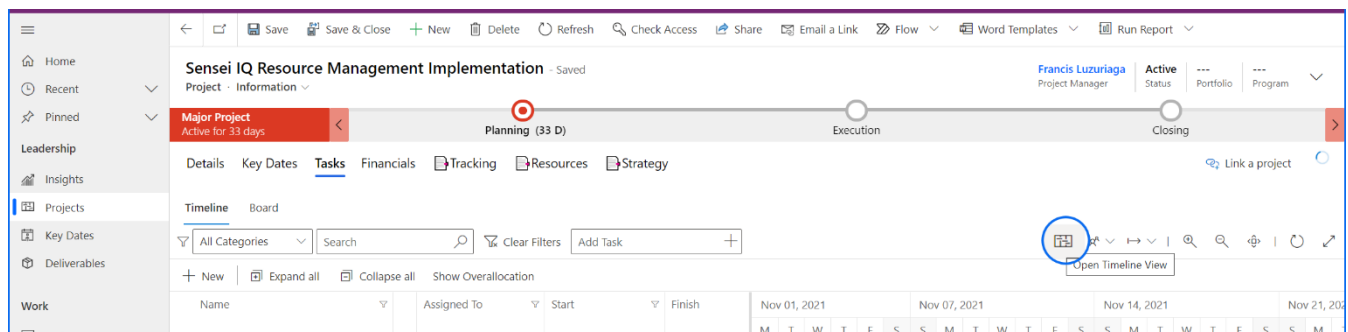 Save Save & Close New Delete Refresh Check Access Share Email a Link Flow Word Templates Run Report
Home
Recent
Pinned
Leadership
Insights
Projects
Key Dates
Deliverables
Work
Sensei IQ Resource Management Implementation - Saved
Project · Information
Francis Luzuriaga
Project Manager
Active
Status
---
Portfolio
---
Program
Major Project
Active for 33 days
Planning (33 D)
Execution
Closing
Details Key Dates Tasks Financials Tracking Resources Strategy
Link a project
Timeline Board
All Categories Search Clear Filters Add Task
Open Timeline View
New Expand all Collapse all Show Overallocation
Name Assigned To Start Finish
Nov 01, 2021 Nov 07, 2021 Nov 14, 2021 Nov 21, 202
M T W T F S S M T W T F S S M T W T F S S M